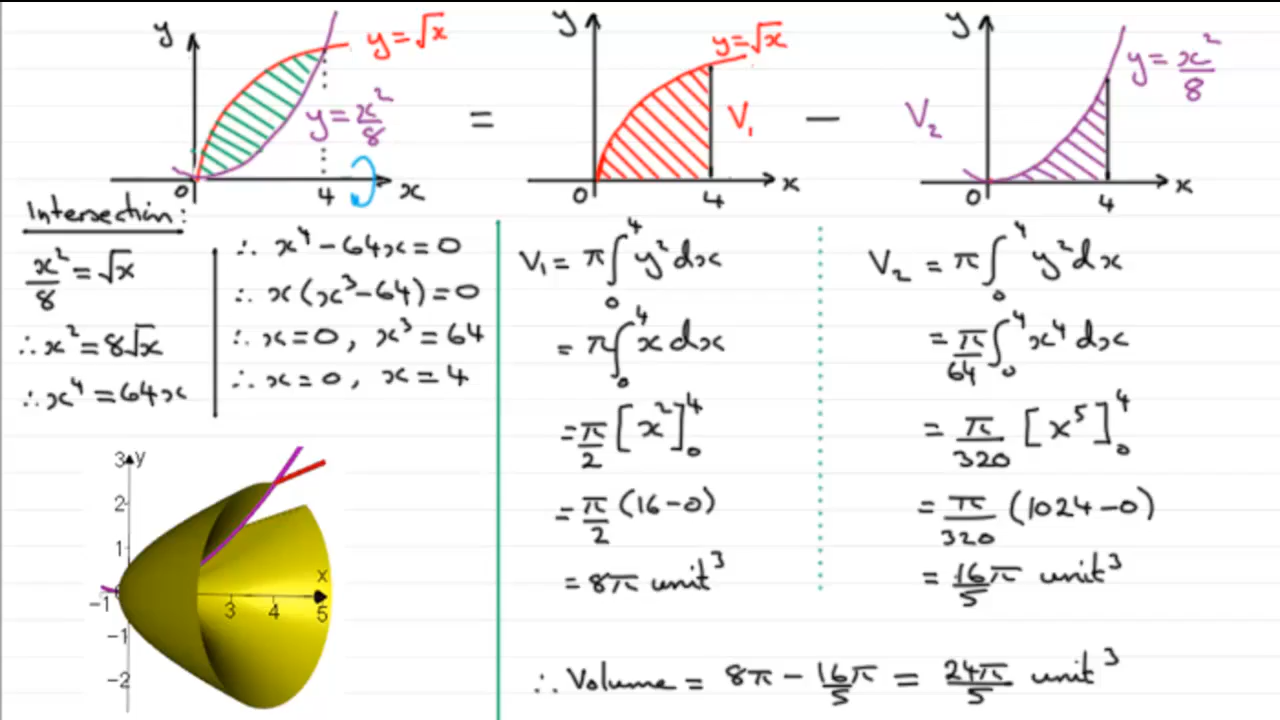 y y = √x = y y = √x − y y = x²/8
y = x²/8 V₁ V₂
0 4 x 0 4 x 0 4 x
Intersection:
x²/8 = √x
∴ x² = 8√x
∴ x⁴ = 64x
∴ x⁴ − 64x = 0
∴ x(x³ − 64) = 0
∴ x = 0, x³ = 64
∴ x = 0, x = 4
3 y
2
1
x
−1 0 3 4 5
−1
−2
V₁ = π∫₀⁴ y² dx
= π∫₀⁴ x dx
= π/2 [x²]₀⁴
= π/2 (16 − 0)
= 8π unit³
V₂ = π∫₀⁴ y² dx
= π/64 ∫₀⁴ x⁴ dx
= π/320 [x⁵]₀⁴
= π/320 (1024 − 0)
= 16/5 π unit³
∴ Volume = 8π − 16π/5 = 24π/5 unit³